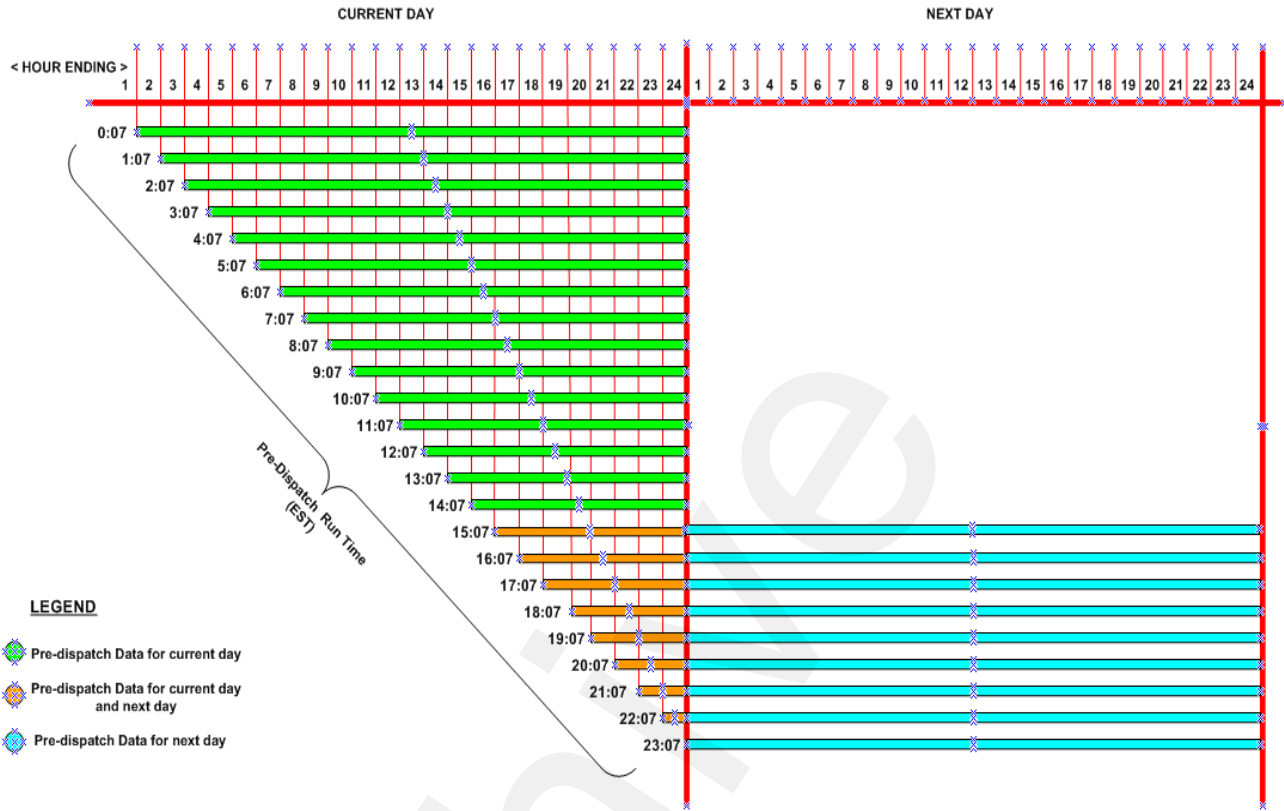 CURRENT DAY NEXT DAY
< HOUR ENDING >
1 2 3 4 5 6 7 8 9 10 11 12 13 14 15 16 17 18 19 20 21 22 23 24 1 2 3 4 5 6 7 8 9 10 11 12 13 14 15 16 17 18 19 20 21 22 23 24
0:07
1:07
2:07
3:07
4:07
5:07
6:07
7:07
8:07
9:07
10:07
11:07
12:07
13:07
14:07
15:07
16:07
17:07
18:07
19:07
20:07
21:07
22:07
23:07
Pre-Dispatch Run Time
(EST)
LEGEND
Pre-dispatch Data for current day
Pre-dispatch Data for current day
and next day
Pre-dispatch Data for next day
hive